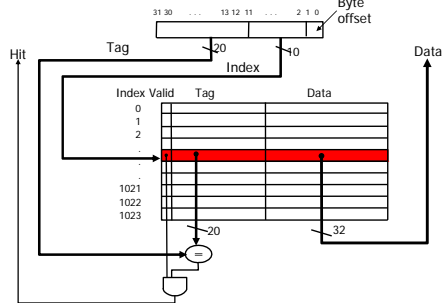 Byte
offset
31 30 . . . 13 12 11 . . . 2 1 0
Hit
Tag
20
10
Data
Index
Index Valid Tag Data
0
1
2
.
.
.
1021
1022
1023
20
32
=